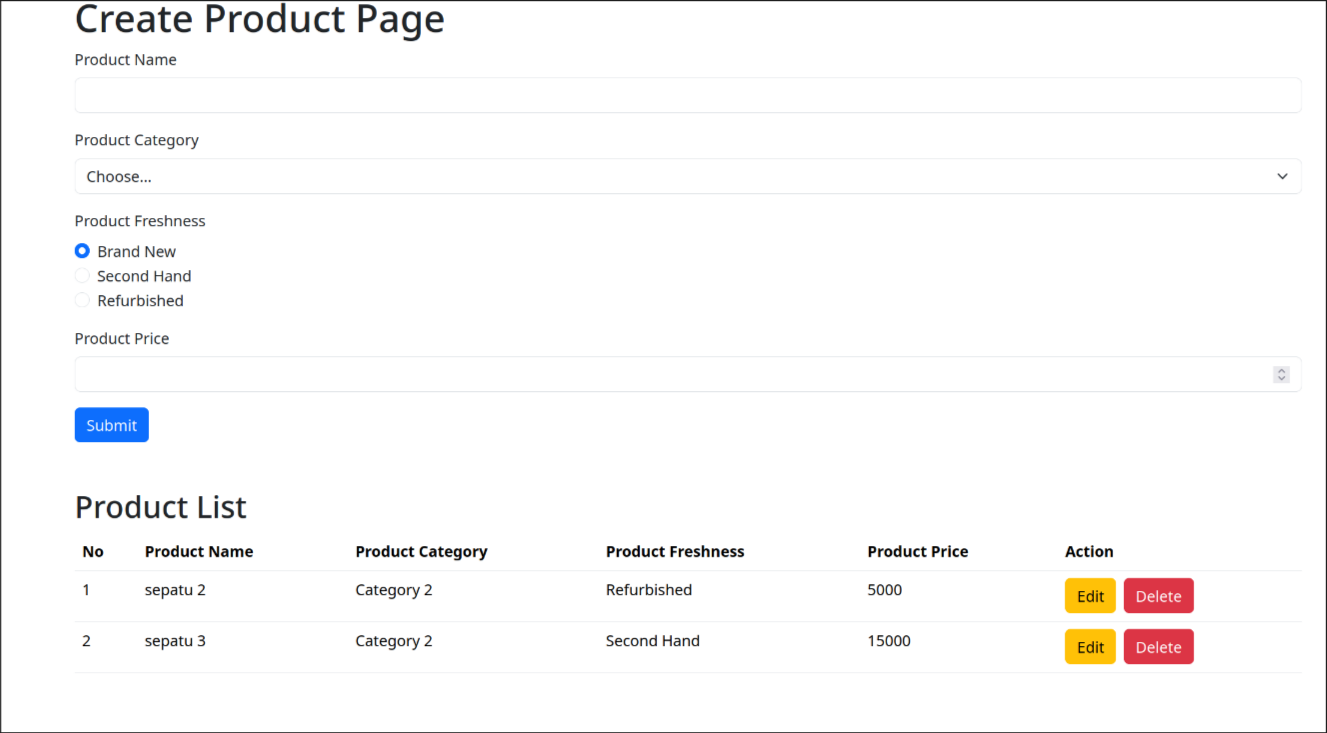 Create Product Page
Product Name
Product Category
Choose...
Product Freshness
Brand New
Second Hand
Refurbished
Product Price
Submit
Product List
No Product Name Product Category Product Freshness Product Price Action
1 sepatu 2 Category 2 Refurbished 5000 Edit Delete
2 sepatu 3 Category 2 Second Hand 15000 Edit Delete